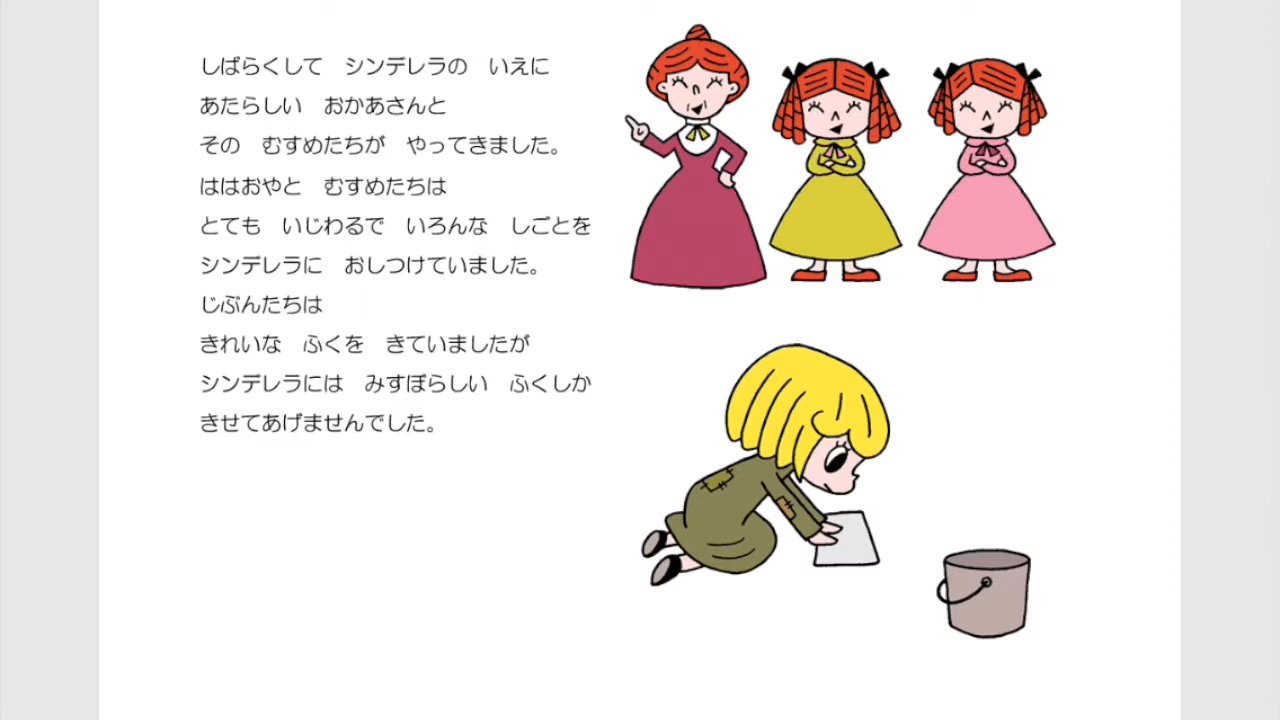 しばらくして　シンデレラの　いえに
あたらしい　おかあさんと
その　むすめたちが　やってきました。
ははおやと　むすめたちは
とても　いじわるで　いろんな　しごとを
シンデレラに　おしつけていました。
じぶんたちは
きれいな　ふくを　きていましたが
シンデレラには　みすぼらしい　ふくしか
きせてあげませんでした。